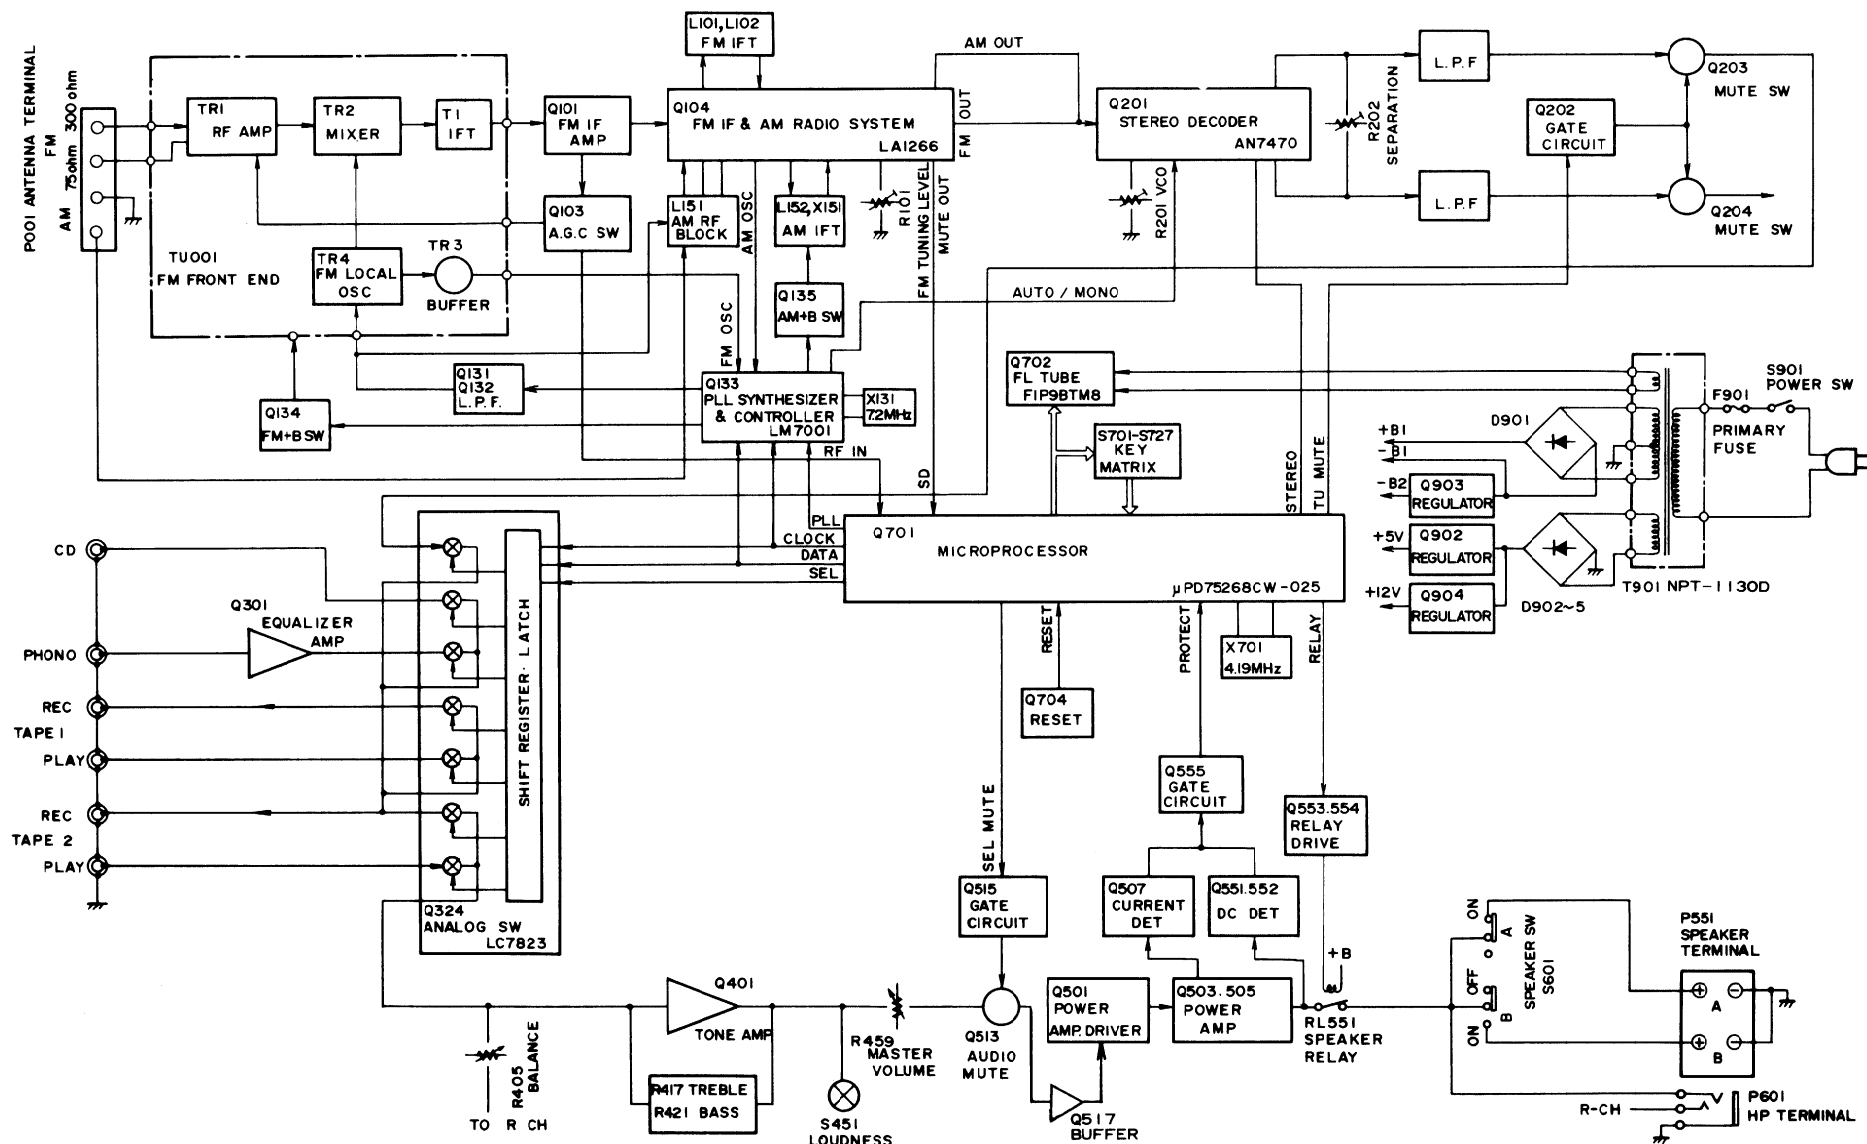 P001 ANTENNA TERMINAL
FM
300ohm
75ohm
AM
TR1
RF AMP
TR2
MIXER
T1
IFT
TR3
BUFFER
TR4
FM LOCAL
OSC
TU001
FM FRONT END
L101, L102
FM IFT
Q101
FM IF
AMP
Q103
A.G.C SW
Q104
FM IF & AM RADIO SYSTEM
LA1266
AM OUT
FM OUT
L151
AM RF
BLOCK
AM OSC
L152, X151
AM IFT
R101
FM TUNING LEVEL
MUTE OUT
Q201
STEREO DECODER
AN7470
R201 VCO
R202
SEPARATION
L.P.F
L.P.F
Q202
GATE
CIRCUIT
Q203
MUTE SW
Q204
MUTE SW
Q135
AM+B SW
AUTO / MONO
FM OSC
Q131
Q132
L.P.F.
Q134
FM+B SW
Q133
PLL SYNTHESIZER
& CONTROLLER
LM7001
X131
7.2MHz
RF IN
SD
Q702
FL TUBE
FIP9BTM8
S701-S727
KEY
MATRIX
STEREO
TU MUTE
S901
POWER SW
F901
PRIMARY
FUSE
D901
+B1
-B1
-B2
Q903
REGULATOR
+5V
Q902
REGULATOR
+12V
Q904
REGULATOR
D902~5
T901 NPT-1130D
PLL
CLOCK
DATA
SEL
Q701
MICROPROCESSOR
μPD75268CW-025
CD
Q301
EQUALIZER
AMP
PHONO
REC
TAPE 1
PLAY
REC
TAPE 2
PLAY
SHIFT REGISTER · LATCH
Q324
ANALOG SW
LC7823
RESET
Q704
RESET
PROTECT
X701
4.19MHz
RELAY
SEL MUTE
Q555
GATE
CIRCUIT
Q553.554
RELAY
DRIVE
Q515
GATE
CIRCUIT
Q507
CURRENT
DET
Q551.552
DC DET
+B
Q401
TONE AMP
R405
BALANCE
TO R CH
R417 TREBLE
R421 BASS
S451
LOUDNESS
R459
MASTER
VOLUME
Q513
AUDIO
MUTE
Q517
BUFFER
Q501
POWER
AMP.DRIVER
Q503.505
POWER
AMP
RL551
SPEAKER
RELAY
ON
A
OFF
B
ON
SPEAKER SW
S601
P551
SPEAKER
TERMINAL
A
B
R-CH
P601
HP TERMINAL